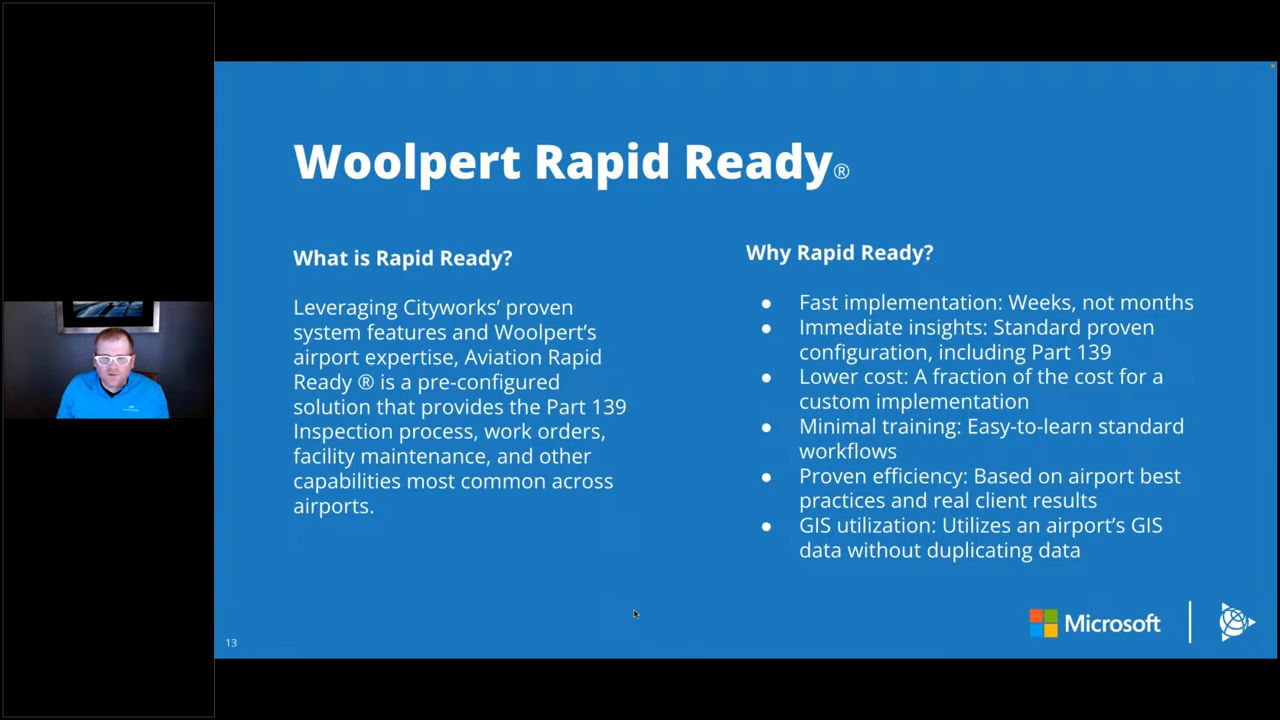 Woolpert Rapid Ready®
What is Rapid Ready?
Leveraging Cityworks’ proven
system features and Woolpert’s
airport expertise, Aviation Rapid
Ready ® is a pre-configured
solution that provides the Part 139
Inspection process, work orders,
facility maintenance, and other
capabilities most common across
airports.
Why Rapid Ready?
● Fast implementation: Weeks, not months
● Immediate insights: Standard proven
configuration, including Part 139
● Lower cost: A fraction of the cost for a
custom implementation
● Minimal training: Easy-to-learn standard
workflows
● Proven efficiency: Based on airport best
practices and real client results
● GIS utilization: Utilizes an airport’s GIS
data without duplicating data
13
Microsoft